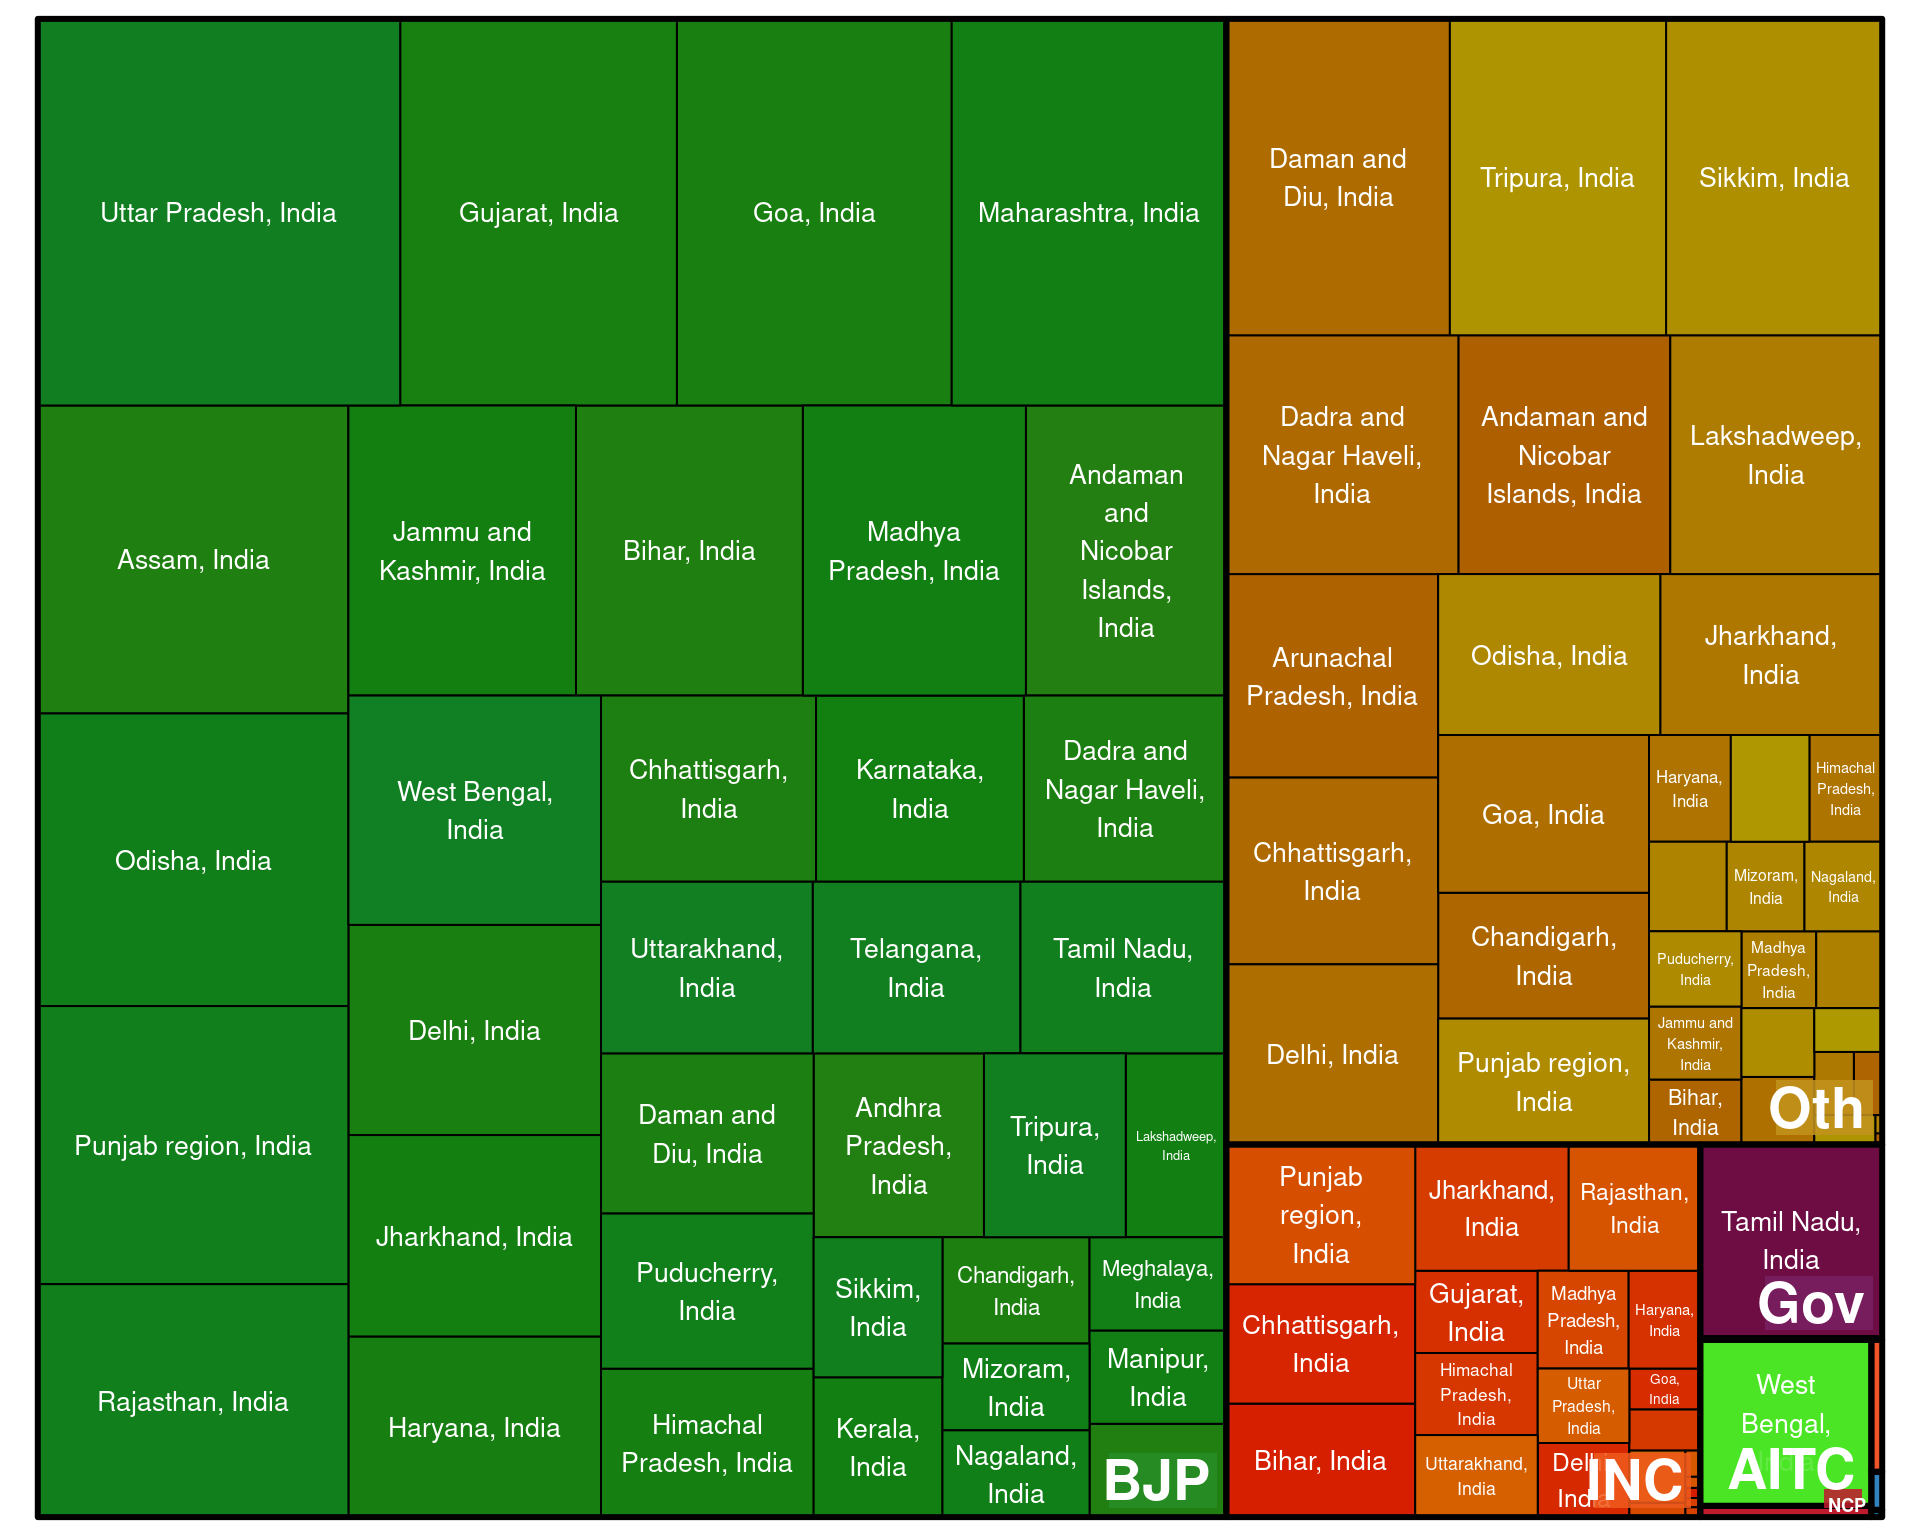 Uttar Pradesh, India
Gujarat, India
Goa, India
Maharashtra, India
Assam, India
Jammu and
Kashmir, India
Bihar, India
Madhya
Pradesh, India
Andaman
and
Nicobar
Islands,
India
Odisha, India
West Bengal,
India
Chhattisgarh,
India
Karnataka,
India
Dadra and
Nagar Haveli,
India
Uttarakhand,
India
Telangana,
India
Tamil Nadu,
India
Punjab region, India
Delhi, India
Daman and
Diu, India
Andhra
Pradesh,
India
Tripura,
India
Lakshadweep,
India
Jharkhand, India
Puducherry,
India
Sikkim,
India
Chandigarh,
India
Meghalaya,
India
Rajasthan, India
Haryana, India
Himachal
Pradesh, India
Kerala,
India
Mizoram,
India
Manipur,
India
Nagaland,
India
BJP
Daman and
Diu, India
Tripura, India
Sikkim, India
Dadra and
Nagar Haveli,
India
Andaman and
Nicobar
Islands, India
Lakshadweep,
India
Arunachal
Pradesh, India
Odisha, India
Jharkhand,
India
Chhattisgarh,
India
Goa, India
Haryana,
India
Himachal
Pradesh,
India
Mizoram,
India
Nagaland,
India
Chandigarh,
India
Puducherry,
India
Madhya
Pradesh,
India
Delhi, India
Punjab region,
India
Jammu and
Kashmir,
India
Bihar,
India
Oth
Punjab
region,
India
Jharkhand,
India
Rajasthan,
India
Chhattisgarh,
India
Gujarat,
India
Madhya
Pradesh,
India
Haryana,
India
Himachal
Pradesh,
India
Uttar
Pradesh,
India
Goa,
India
Bihar, India
Uttarakhand,
India
Delhi,
India
INC
Tamil Nadu,
India
Gov
West
Bengal,
India
AITC
NCP